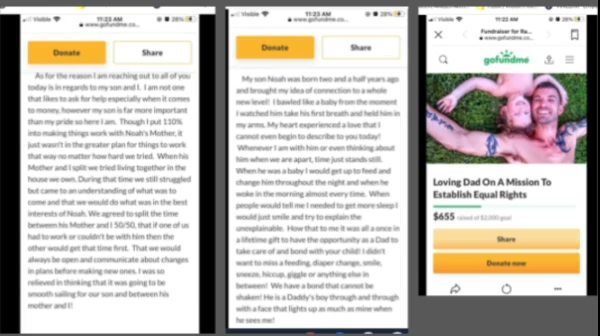 Visible 11:23 AM 28%
www.gofundme.co...
Donate Share
As for the reason I am reaching out to all of you
today is in regards to my son and I. I am not one
that likes to ask for help especially when it comes
to money, however my son is far more important
than my pride so here I am. Though I put 110%
into making things work with Noah's Mother, it
just wasn't in the greater plan for things to work
that way no matter how hard we tried. When his
Mother and I split we tried living together in the
house we own. During that time we still struggled
but came to an understanding of what was to
come and that we would do what was in the best
interests of Noah. We agreed to split the time
between his Mother and I 50/50, that if one of us
had to work or couldn't be with him then the
other would get that time first. That we would
always be open and communicate about changes
in plans before making new ones. I was so
relieved in thinking that it was going to be
smooth sailing for our son and between his
mother and I!
Visible 11:23 AM 28%
www.gofundme.co...
Donate Share
My son Noah was born two and a half years ago
and brought my idea of connection to a whole
new level! I bawled like a baby from the moment
I watched him take his first breath and held him in
my arms. My heart experienced a love that I
cannot even begin to describe to you today!
Whenever I am with him or even thinking about
him when we are apart, time just stands still.
When he was a baby I would get up to feed and
change him throughout the night and when he
woke in the morning almost every time. When
people would tell me I needed to get more sleep I
would just smile and try to explain the
unexplainable. How that to me it was all a once in
a lifetime gift to have the opportunity as a Dad to
take care of and bond with your child! I didn't
want to miss a feeding, diaper change, smile,
sneeze, hiccup, giggle or anything else in
between! We have a bond that cannot be
shaken! He is a Daddy's boy through and through
with a face that lights up as much as mine when
he sees me!
Visible 11:22 AM 28%
Fundraiser for Ra...
www.gofundme.co...
gofundme
Loving Dad On A Mission To
Establish Equal Rights
$655 raised of $2,000 goal
Share
Donate now